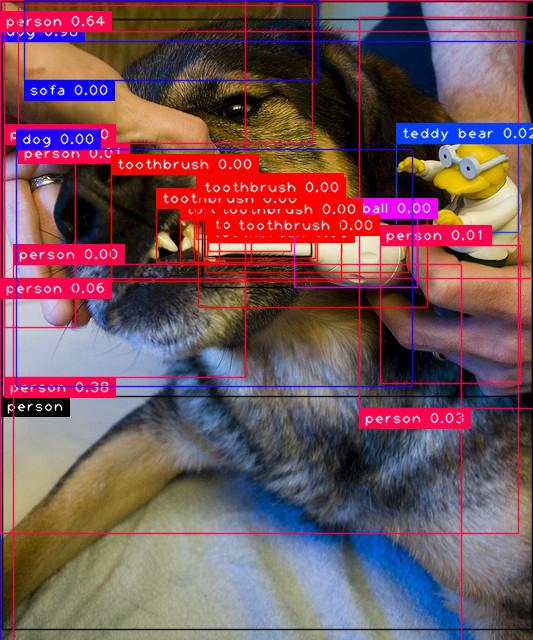 person 0.64
dog 0.98
sofa 0.00
teddy bear 0.02
dog 0.00
person 0.01
toothbrush 0.00
toothbrush 0.00
toothbrush 0.00
toothbrush 0.00
ball 0.00
toothbrush 0.00
person 0.01
person 0.00
person 0.06
person 0.38
person
person 0.03